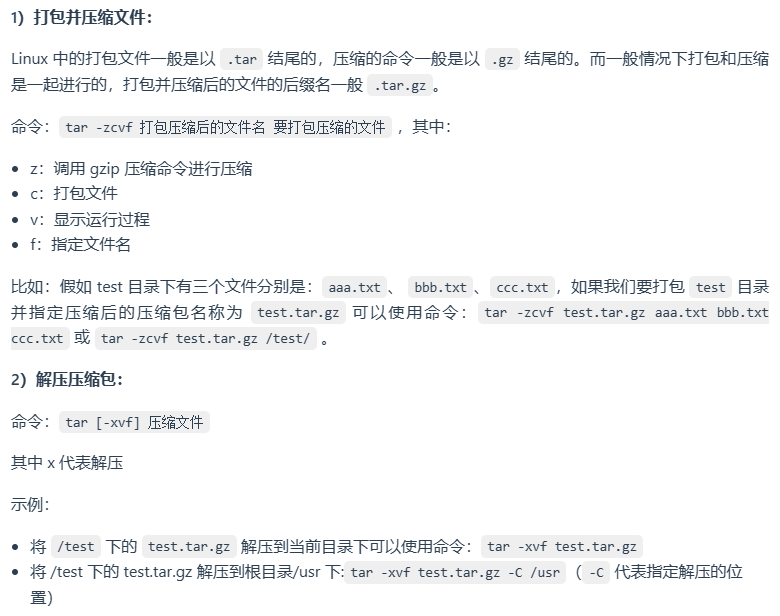 1）打包并压缩文件：
Linux 中的打包文件一般是以 .tar 结尾的，压缩的命令一般是以 .gz 结尾的。而一般情况下打包和压缩
是一起进行的，打包并压缩后的文件的后缀名一般 .tar.gz。
命令：tar -zcvf 打包压缩后的文件名 要打包压缩的文件 ，其中：
z：调用 gzip 压缩命令进行压缩
c：打包文件
v：显示运行过程
f：指定文件名
比如：假如 test 目录下有三个文件分别是：aaa.txt、 bbb.txt、 ccc.txt，如果我们要打包 test 目录
并指定压缩后的压缩包名称为 test.tar.gz 可以使用命令：tar -zcvf test.tar.gz aaa.txt bbb.txt
ccc.txt 或 tar -zcvf test.tar.gz /test/ 。
2）解压压缩包：
命令：tar [-xvf] 压缩文件
其中 x 代表解压
示例：
将 /test 下的 test.tar.gz 解压到当前目录下可以使用命令：tar -xvf test.tar.gz
将 /test 下的 test.tar.gz 解压到根目录/usr 下:tar -xvf test.tar.gz -C /usr（-C 代表指定解压的位
置）